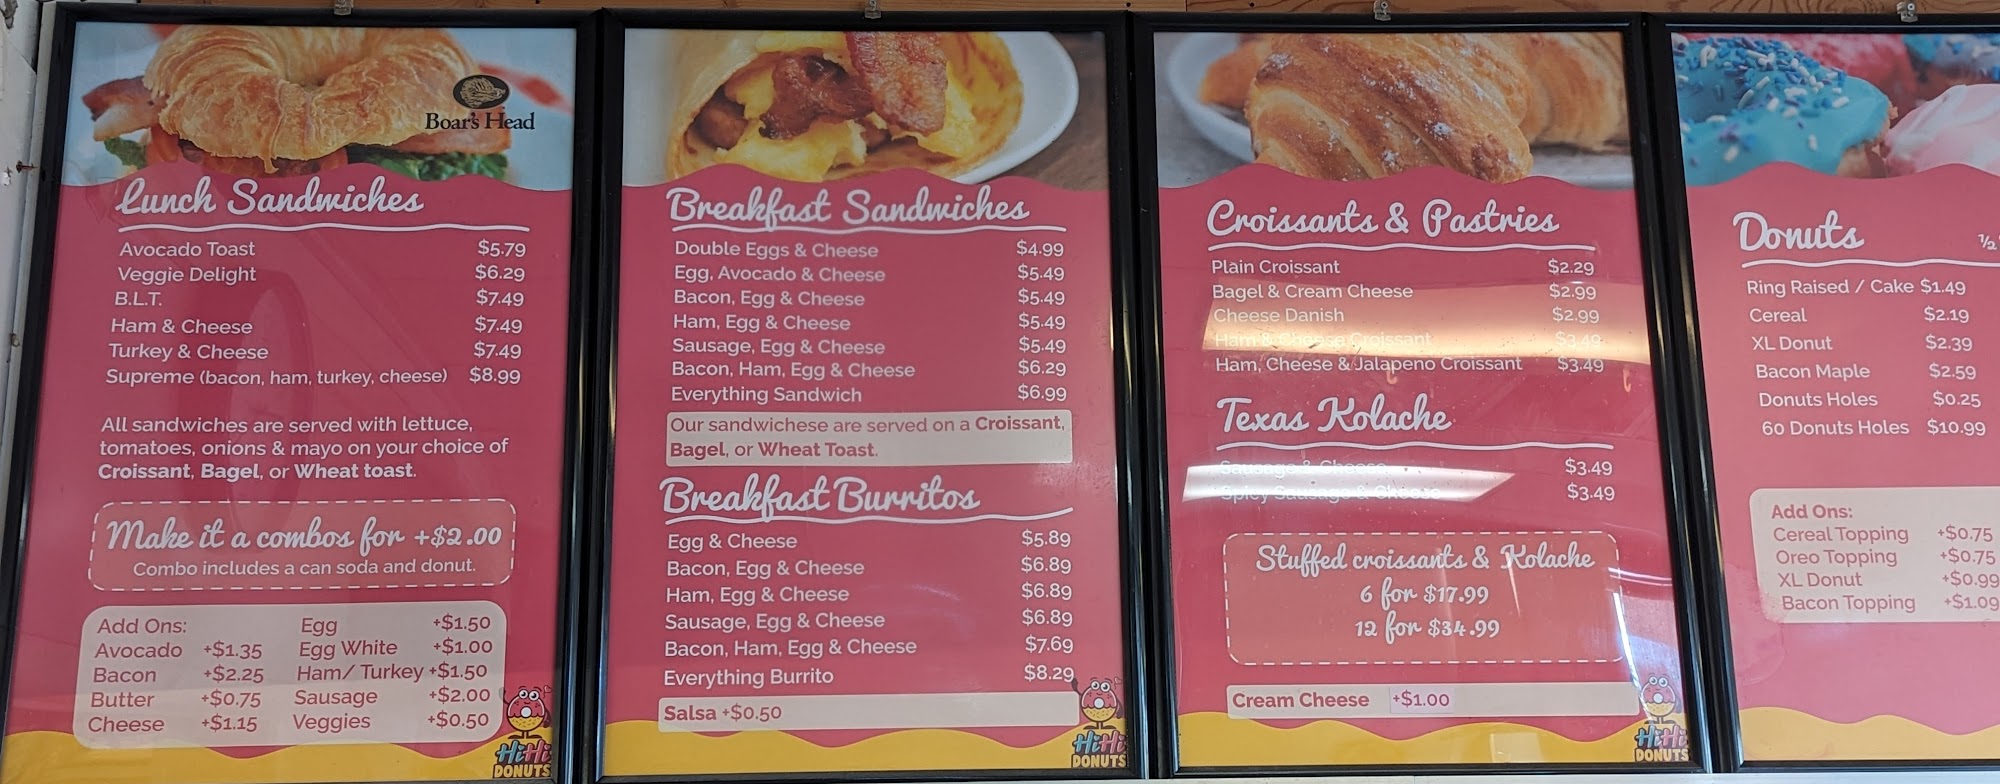 Boar's Head
Lunch Sandwiches
Avocado Toast $5.79
Veggie Delight $6.29
B.L.T. $7.49
Ham & Cheese $7.49
Turkey & Cheese $7.49
Supreme (bacon, ham, turkey, cheese) $8.99
All sandwiches are served with lettuce,
tomatoes, onions & mayo on your choice of
Croissant, Bagel, or Wheat toast.
Make it a combos for +$2.00
Combo includes a can soda and donut.
Add Ons:
Avocado +$1.35
Bacon +$2.25
Butter +$0.75
Cheese +$1.15
Egg +$1.50
Egg White +$1.00
Ham/ Turkey +$1.50
Sausage +$2.00
Veggies +$0.50
HiHi
DONUTS
Breakfast Sandwiches
Double Eggs & Cheese $4.99
Egg, Avocado & Cheese $5.49
Bacon, Egg & Cheese $5.49
Ham, Egg & Cheese $5.49
Sausage, Egg & Cheese $5.49
Bacon, Ham, Egg & Cheese $6.29
Everything Sandwich $6.99
Our sandwichese are served on a Croissant,
Bagel, or Wheat Toast.
Breakfast Burritos
Egg & Cheese $5.89
Bacon, Egg & Cheese $6.89
Ham, Egg & Cheese $6.89
Sausage, Egg & Cheese $6.89
Bacon, Ham, Egg & Cheese $7.69
Everything Burrito $8.29
Salsa +$0.50
HiHi
DONUTS
Croissants & Pastries
Plain Croissant $2.29
Bagel & Cream Cheese $2.99
Cheese Danish $2.99
Ham & Cheese Croissant $3.49
Ham, Cheese & Jalapeno Croissant $3.49
Texas Kolache
Sausage & Cheese $3.49
Spicy Sausage & Cheese $3.49
Stuffed croissants & Kolache
6 for $17.99
12 for $34.99
Cream Cheese +$1.00
HiHi
DONUTS
Donuts
1/2
Ring Raised / Cake $1.49
Cereal $2.19
XL Donut $2.39
Bacon Maple $2.59
Donuts Holes $0.25
60 Donuts Holes $10.99
Add Ons:
Cereal Topping +$0.75
Oreo Topping +$0.75
XL Donut +$0.99
Bacon Topping +$1.09